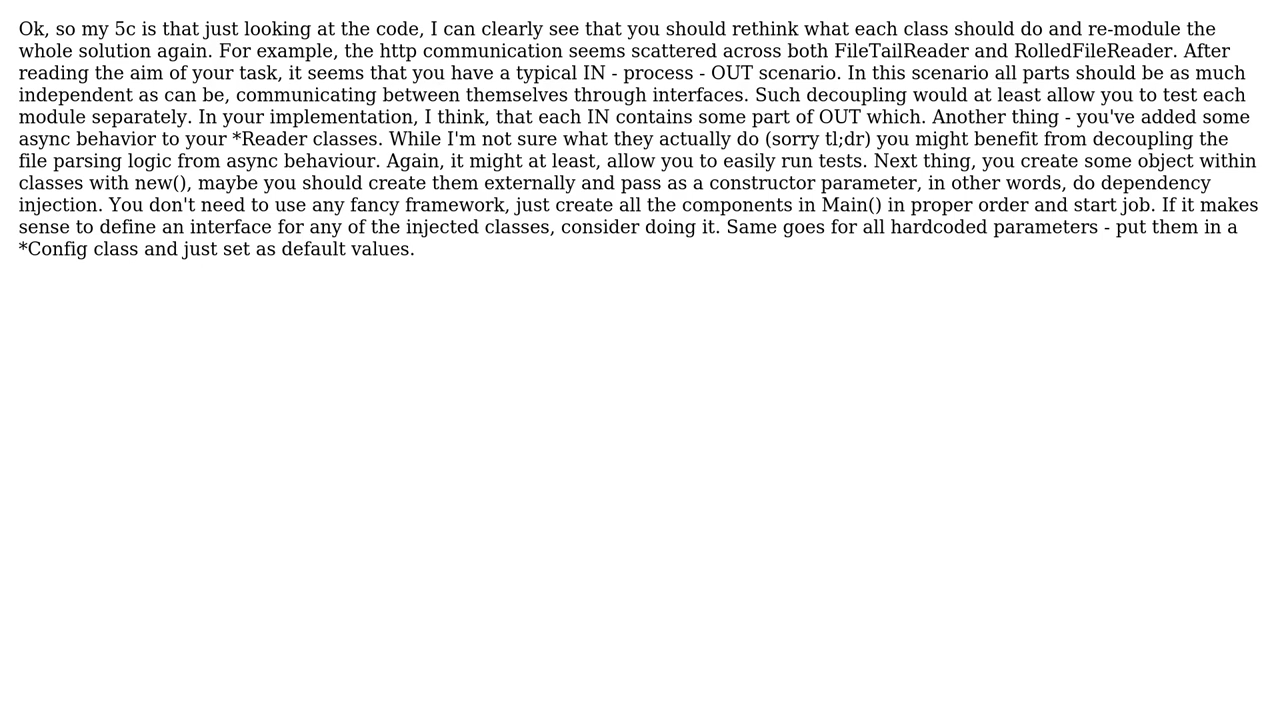 Ok, so my 5c is that just looking at the code, I can clearly see that you should rethink what each class should do and re-module the
whole solution again. For example, the http communication seems scattered across both FileTailReader and RolledFileReader. After
reading the aim of your task, it seems that you have a typical IN - process - OUT scenario. In this scenario all parts should be as much
independent as can be, communicating between themselves through interfaces. Such decoupling would at least allow you to test each
module separately. In your implementation, I think, that each IN contains some part of OUT which. Another thing - you've added some
async behavior to your *Reader classes. While I'm not sure what they actually do (sorry tl;dr) you might benefit from decoupling the
file parsing logic from async behaviour. Again, it might at least, allow you to easily run tests. Next thing, you create some object within
classes with new(), maybe you should create them externally and pass as a constructor parameter, in other words, do dependency
injection. You don't need to use any fancy framework, just create all the components in Main() in proper order and start job. If it makes
sense to define an interface for any of the injected classes, consider doing it. Same goes for all hardcoded parameters - put them in a
*Config class and just set as default values.